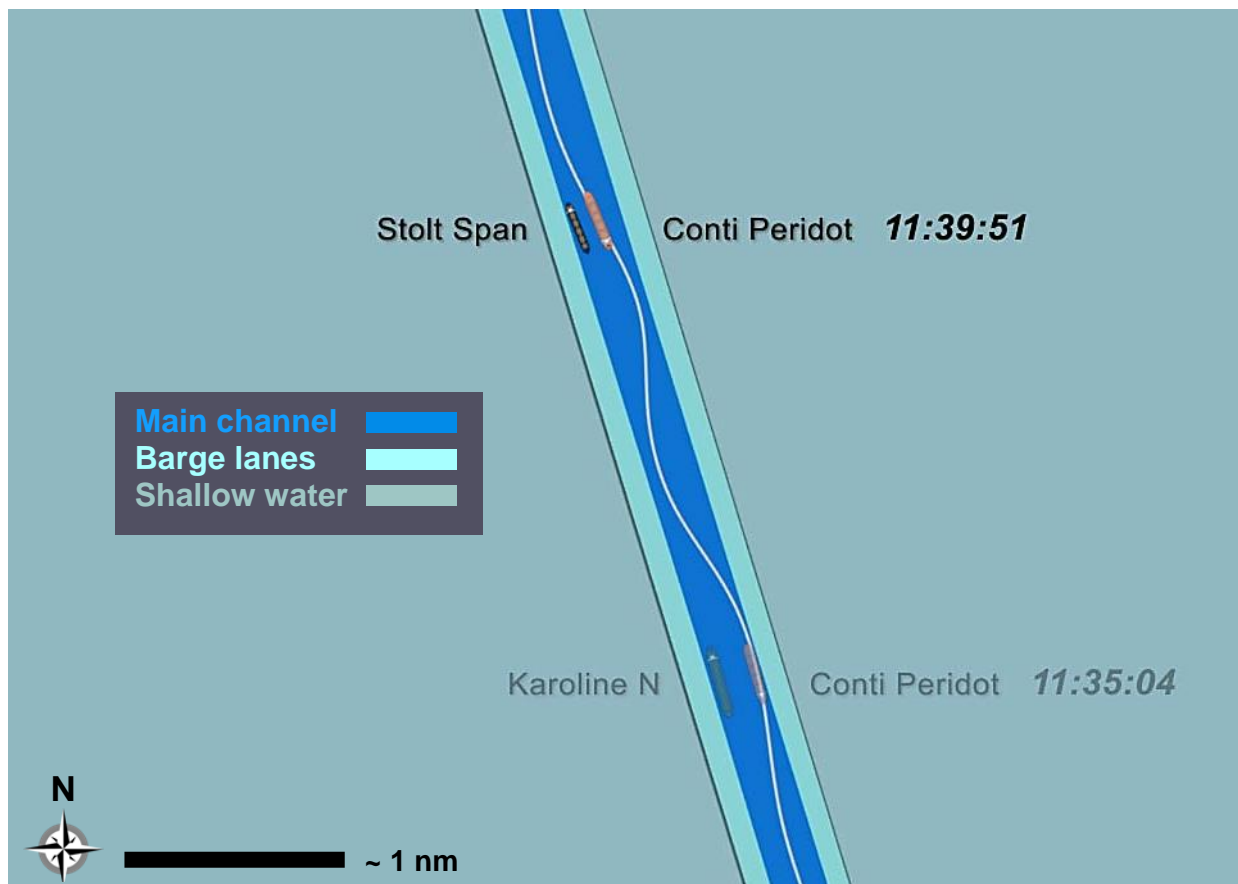 Stolt Span Conti Peridot 11:39:51
Main channel
Barge lanes
Shallow water
Karoline N Conti Peridot 11:35:04
N
~ 1 nm